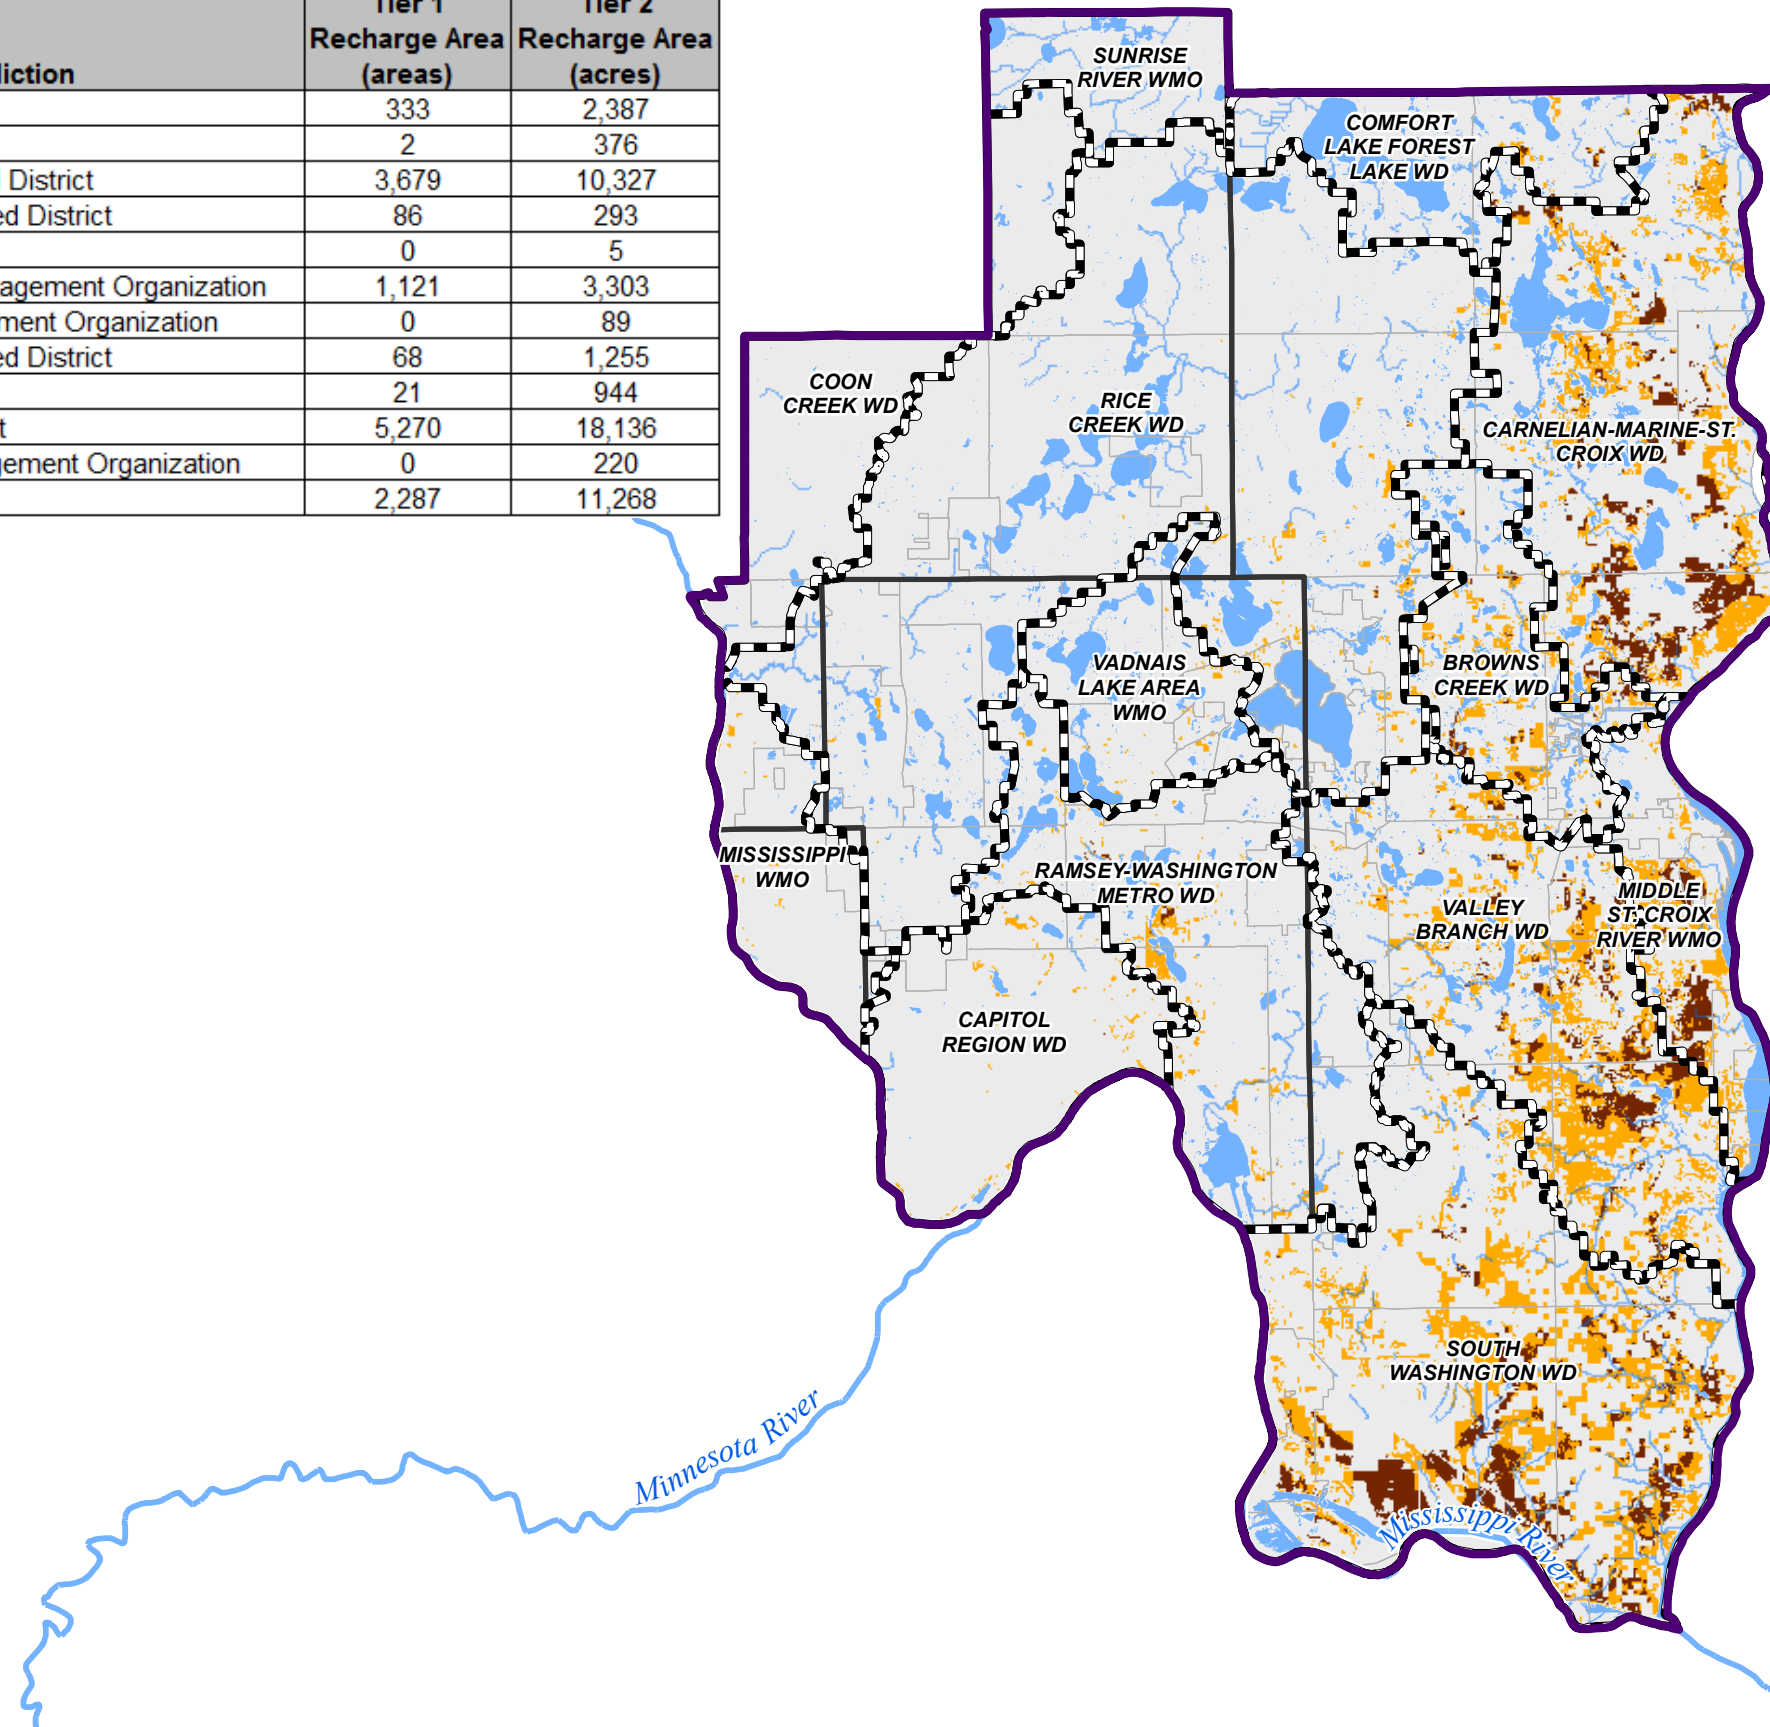 Tier 1 Tier 2
Recharge Area Recharge Area
diction (areas) (acres)
333 2,387
2 376
District 3,679 10,327
ed District 86 293
0 5
agement Organization 1,121 3,303
ment Organization 0 89
ed District 68 1,255
21 944
t 5,270 18,136
gement Organization 0 220
2,287 11,268
SUNRISE
RIVER WMO
COMFORT
LAKE FOREST
LAKE WD
COON
CREEK WD
RICE
CREEK WD
CARNELIAN-MARINE-ST.
CROIX WD
VADNAIS
LAKE AREA
WMO
BROWNS
CREEK WD
MISSISSIPPI
WMO
RAMSEY-WASHINGTON
METRO WD
VALLEY
BRANCH WD
MIDDLE
ST. CROIX
RIVER WMO
CAPITOL
REGION WD
SOUTH
WASHINGTON WD
Minnesota River
Mississippi River